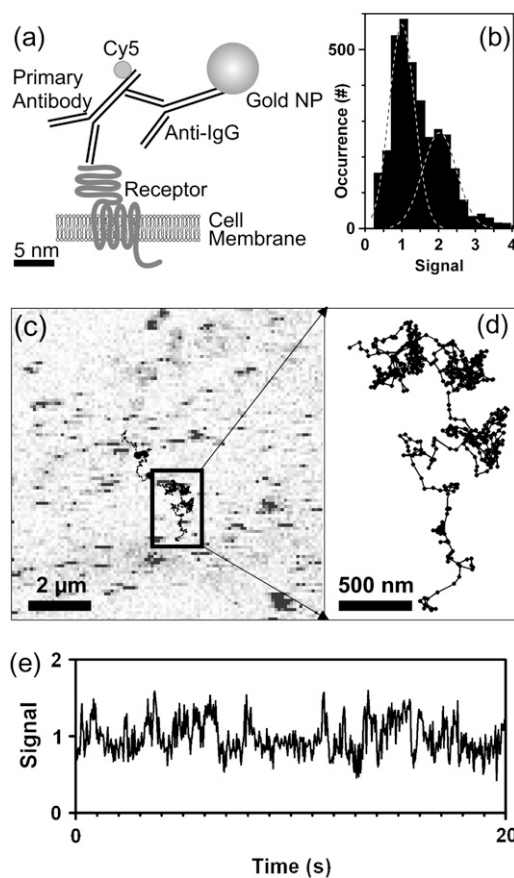 (a)
Cy5
Primary
Antibody
Gold NP
Anti-IgG
Receptor
Cell
Membrane
5 nm
(b)
Occurrence (#)
500
0
0 1 2 3 4
Signal
(c)
2 µm
(d)
500 nm
(e)
Signal
2
1
0
0
20
Time (s)